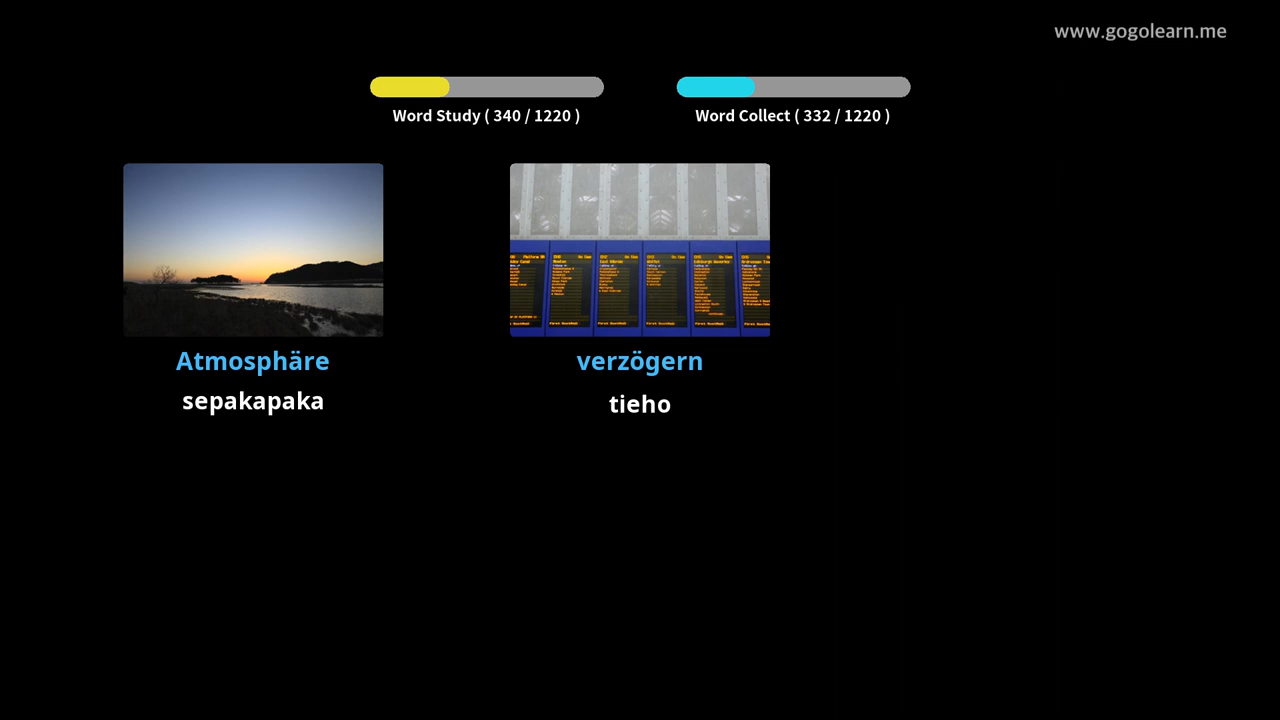 www.gogolearn.me
Word Study ( 340 / 1220 )
Word Collect ( 332 / 1220 )
Atmosphäre
verzögern
sepakapaka
tieho